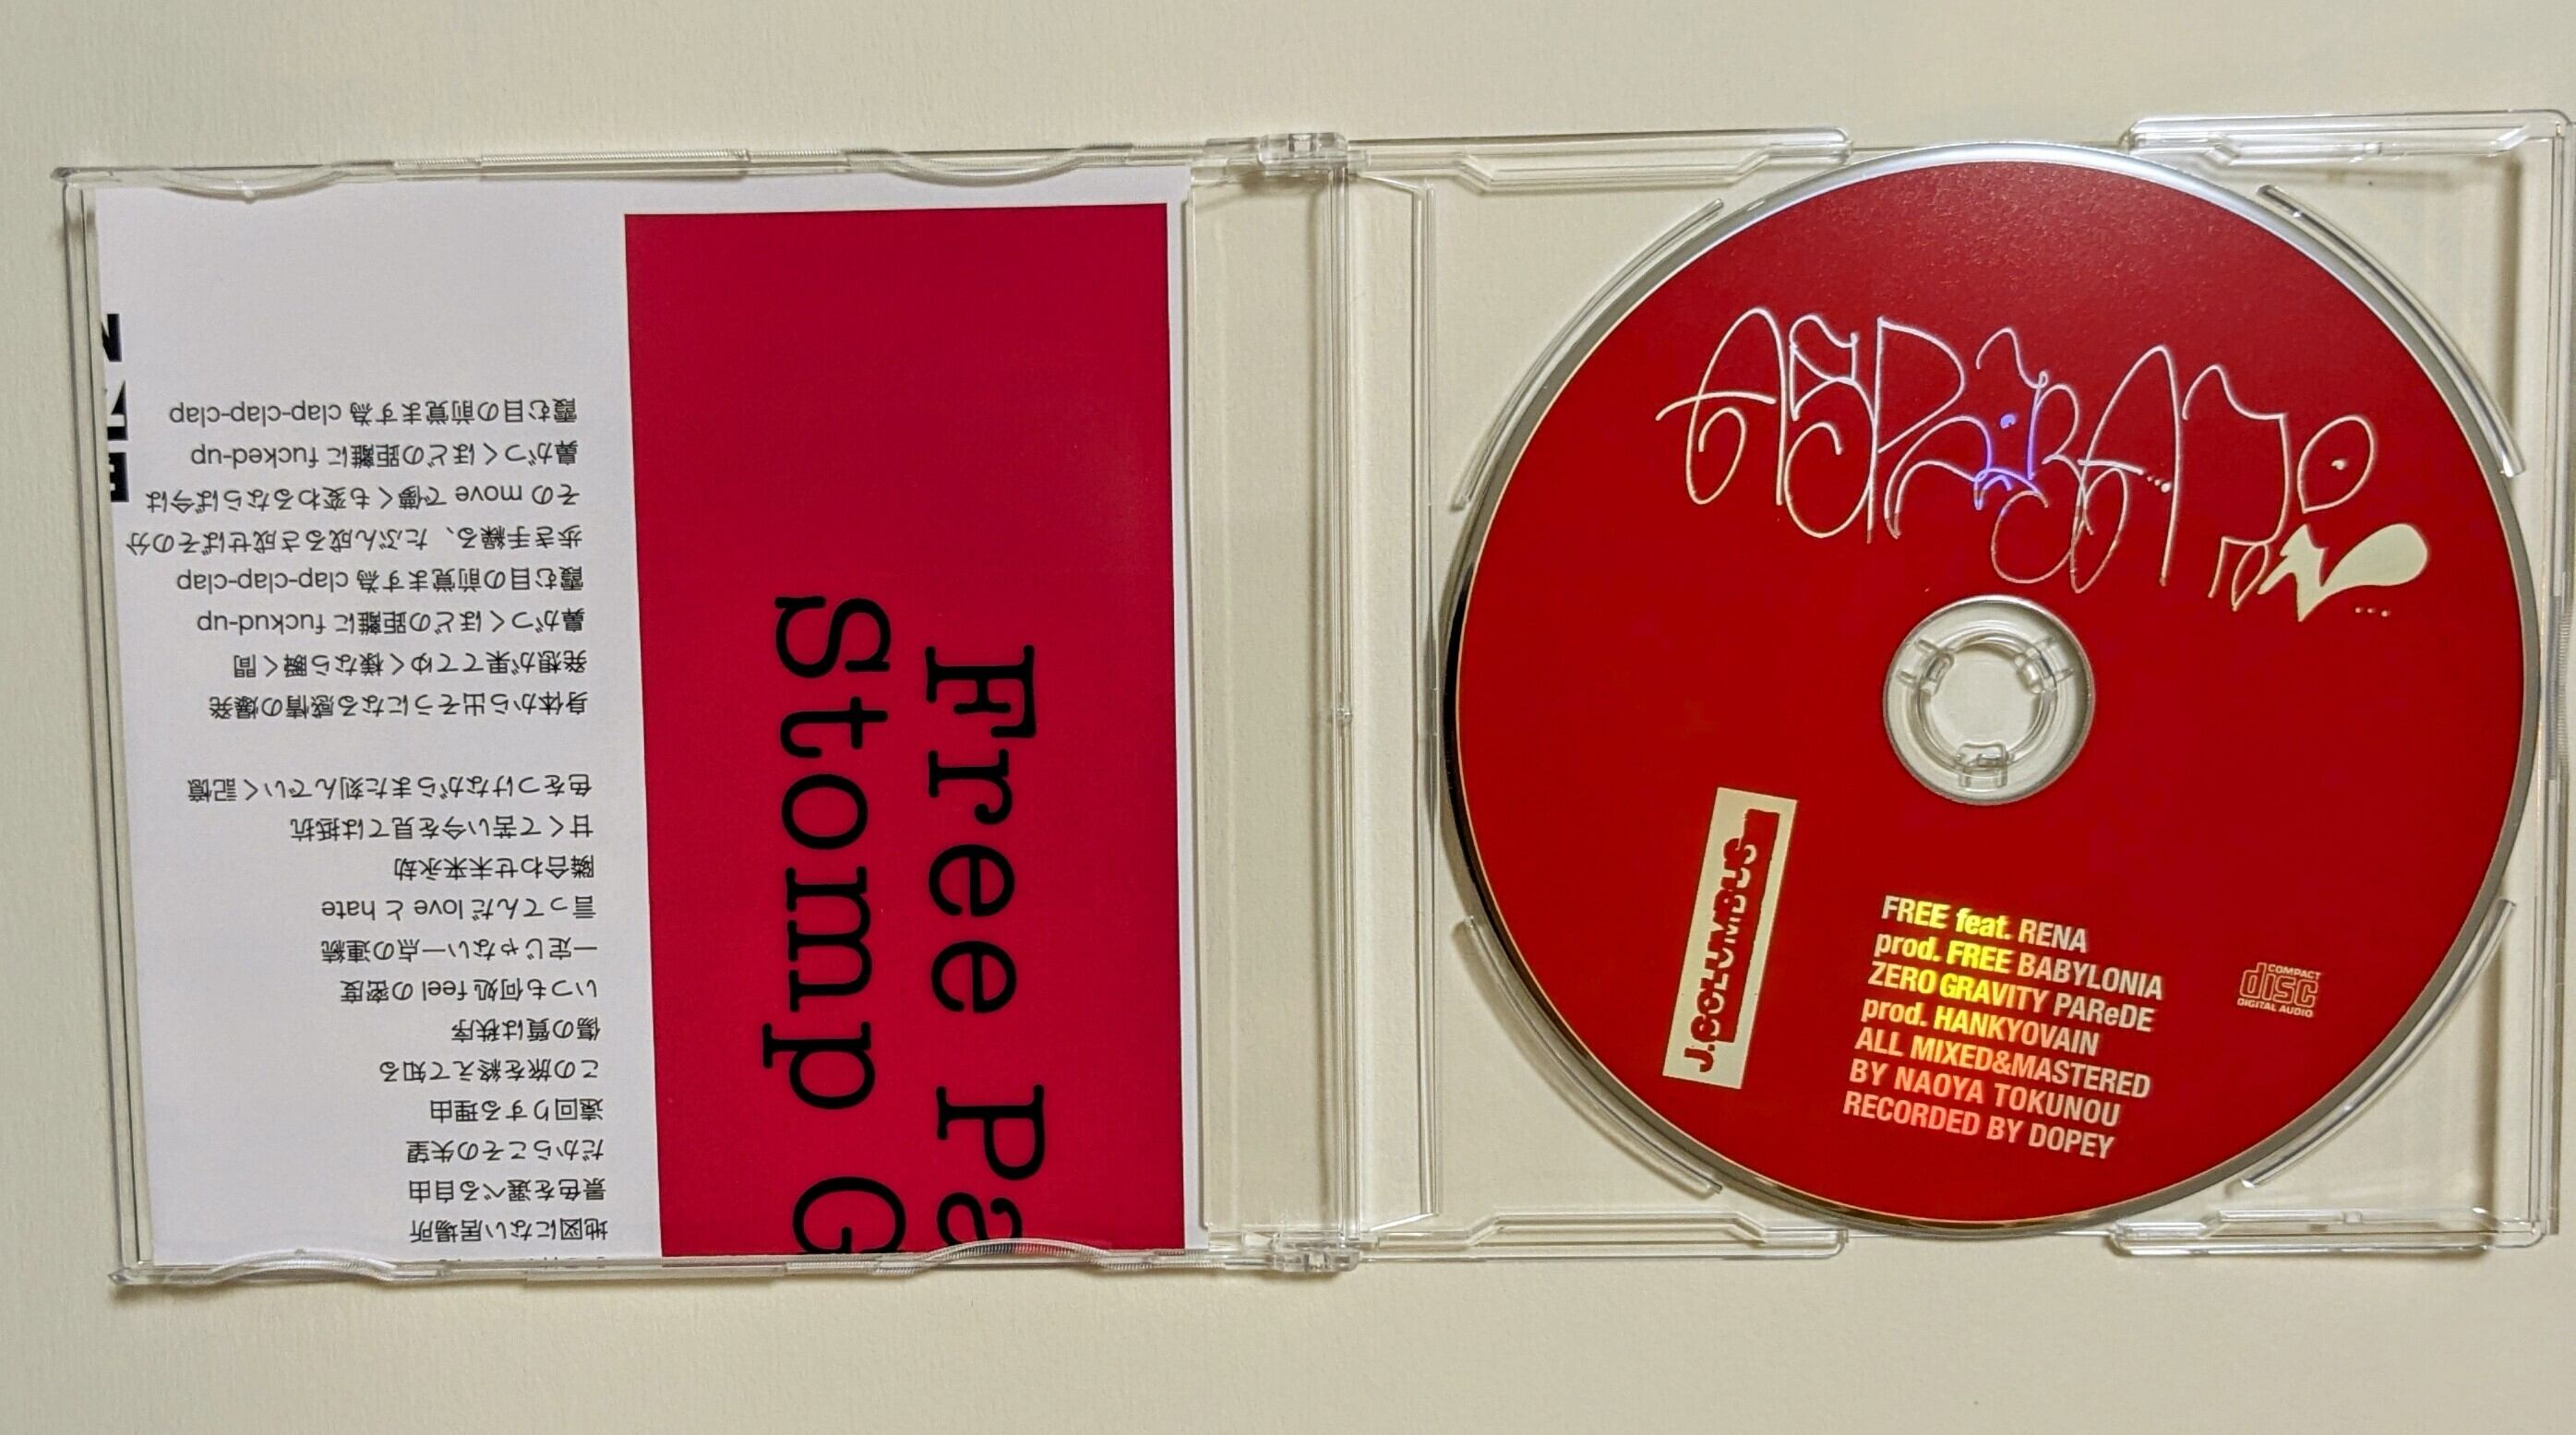 地図にない居場所
景色を選べる自由
だからこその失望
遠回りする理由
この旅を終えて知る
傷の質は秩序
いつも何処 feel の密度
一定じゃない一点の連続
言ってんだ love と hate
隣合わせ未来永劫
甘くて苦い今を見ては抵抗
色をつけながらまた刻んでいく記憶
身体から出そうになる感情の爆発
発想が果ててゆく様なら瞬く間
鼻がつくほどの距離に fuckud-up
霞む目の前覚ます為 clap-clap-clap
歩き手繰る、たぶん成るさ成せばその分
その move で儚くも変わるならば今は
鼻がつくほどの距離に fucked-up
霞む目の前覚ます為 clap-clap-clap
Free Pa
Stomp G
J.COLUMBUS
FREE feat. RENA
prod. FREE BABYLONIA
ZERO GRAVITY PAReDE
prod. HANKYOVAIN
ALL MIXED&MASTERED
BY NAOYA TOKUNOU
RECORDED BY DOPEY
COMPACT
disc
DIGITAL AUDIO